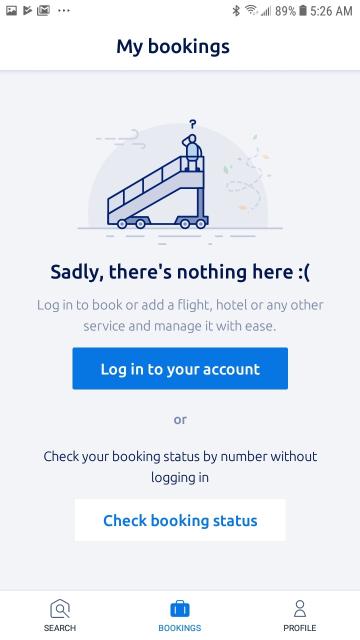 89% 5:26 AM
My bookings
?
Sadly, there's nothing here :(
Log in to book or add a flight, hotel or any other
service and manage it with ease.
Log in to your account
or
Check your booking status by number without
logging in
Check booking status
SEARCH BOOKINGS PROFILE